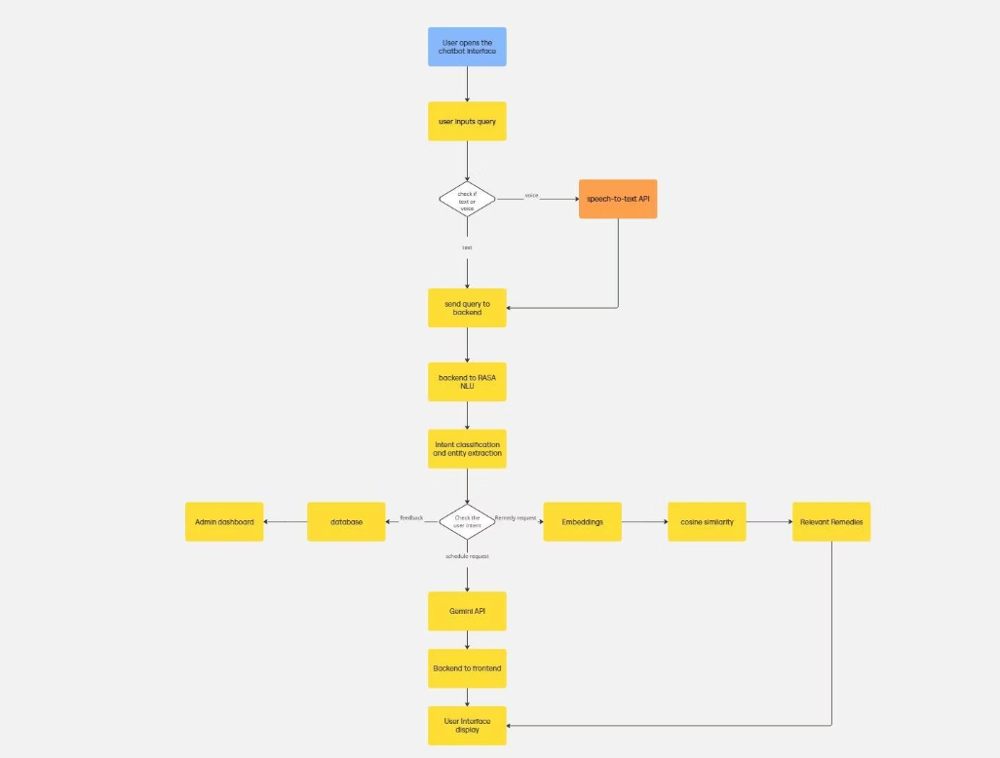 User opens the
chatbot interface
user inputs query
check if
text or
voice
voice
speech-to-text API
text
send query to
backend
backend to RASA
NLU
Intent classification
and entity extraction
Admin dashboard
database
feedback
Check the
user intent
Remedy request
Embeddings
cosine similarity
Relevant Remedies
schedule request
Gemini API
Backend to frontend
User Interface
display